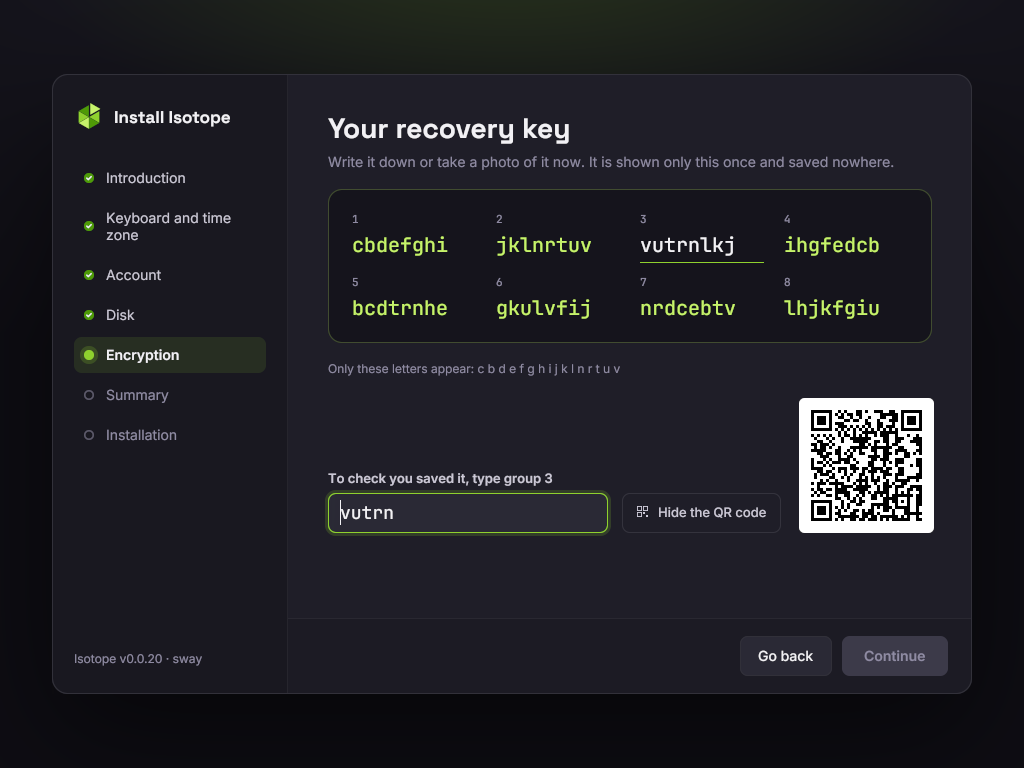 Install Isotope
Introduction
Keyboard and time
zone
Account
Disk
Encryption
Summary
Installation
Isotope v0.0.20 · sway
Your recovery key
Write it down or take a photo of it now. It is shown only this once and saved nowhere.
1 2 3 4
cbdefghi jklnrtuv vutrnlkj ihgfedcb
5 6 7 8
bcdtrnhe gkulvfij nrdcebtv lhjkfgiu
Only these letters appear: c b d e f g h i j k l n r t u v
To check you saved it, type group 3
vutrn
Hide the QR code
Go back
Continue